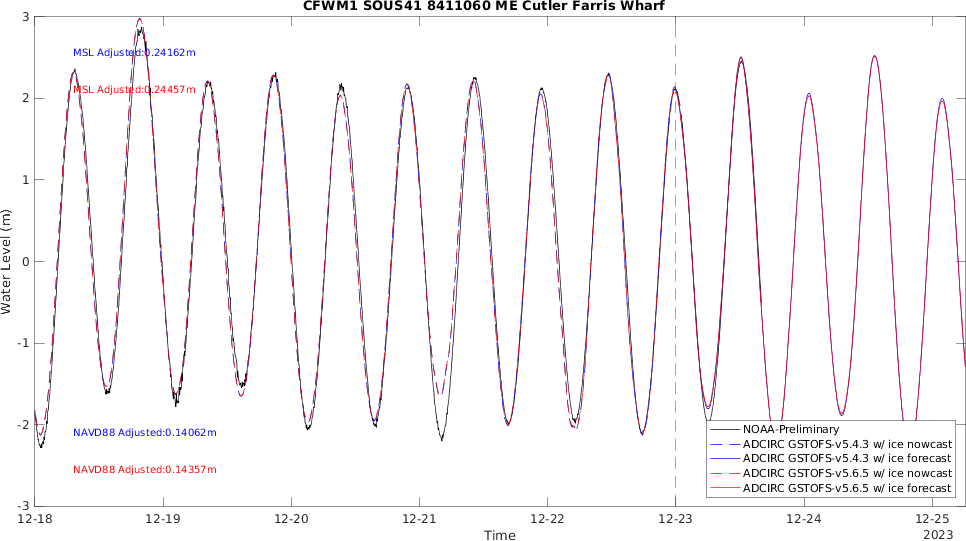 CFWM1 SOUS41 8411060 ME Cutler Farris Wharf
3
2
1
0
-1
-2
-3
Water Level (m)
MSL Adjusted:0.24162m
MSL Adjusted:0.24457m
NAVD88 Adjusted:0.14062m
NAVD88 Adjusted:0.14357m
NOAA-Preliminary
ADCIRC GSTOFS-v5.4.3 w/ ice nowcast
ADCIRC GSTOFS-v5.4.3 w/ ice forecast
ADCIRC GSTOFS-v5.6.5 w/ ice nowcast
ADCIRC GSTOFS-v5.6.5 w/ ice forecast
12-18 12-19 12-20 12-21 12-22 12-23 12-24 12-25
2023
Time